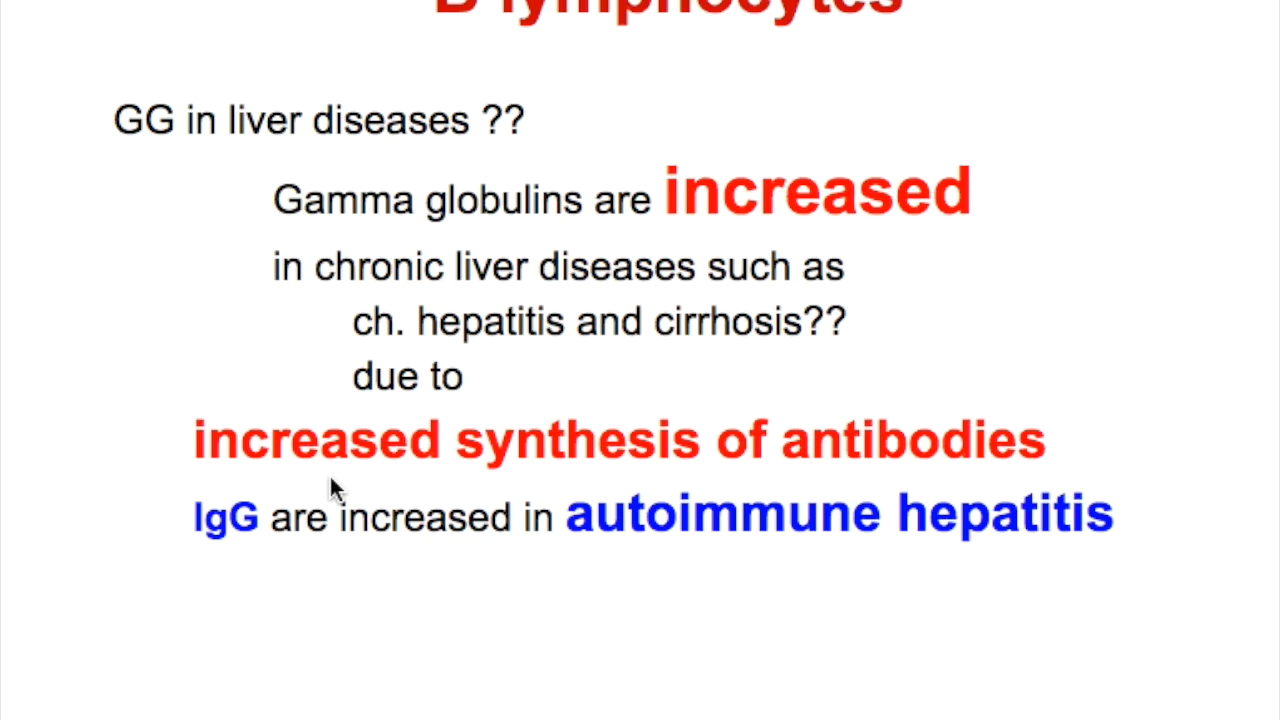 B lymphocytes
GG in liver diseases ??
Gamma globulins are increased
in chronic liver diseases such as
ch. hepatitis and cirrhosis??
due to
increased synthesis of antibodies
IgG are increased in autoimmune hepatitis